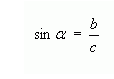 sin α = b/c